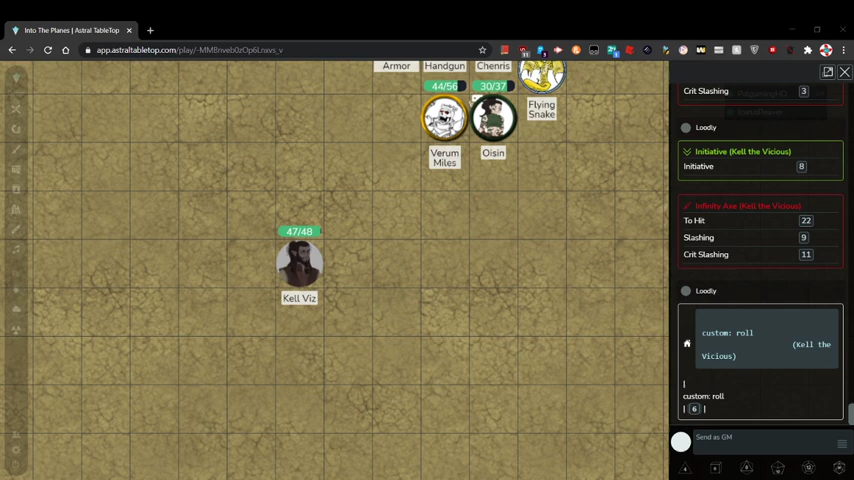 Into The Planes | Astral TableTop
app.astraltabletop.com/play/-MM8nveb0zOp6Lnxvs_v
Armor
Handgun
Chenris
44/56
30/37
Flying
Snake
Verum
Miles
Oisin
47/48
Kell Viz
Crit Slashing 3
Loodly
Initiative (Kell the Vicious)
Initiative 8
Infinity Axe (Kell the Vicious)
To Hit 22
Slashing 9
Crit Slashing 11
Loodly
custom: roll
(Kell the
Vicious)
|
custom: roll
| 6 |
Send as GM